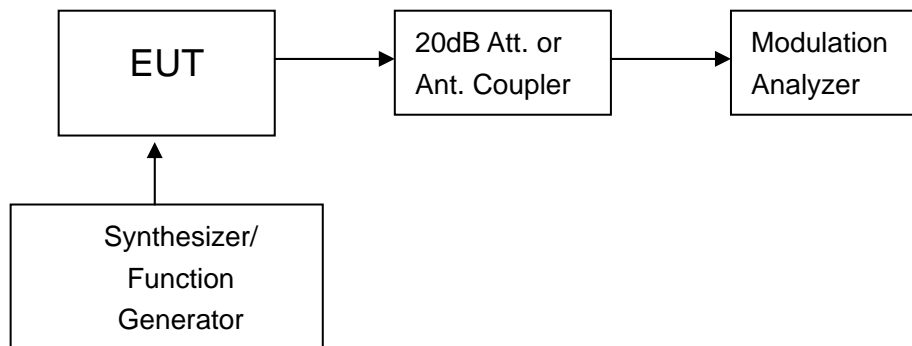 EUT
20dB Att. or
Ant. Coupler
Modulation
Analyzer
Synthesizer/
Function
Generator